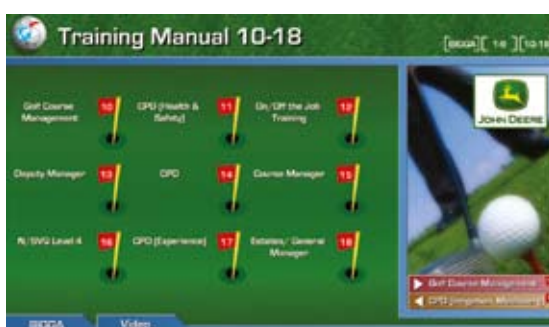 Training Manual 10-18
[BIGGA][ 1-9 ][10-18
Golf Course
Management
10
CPD (Health &
Safety)
11
On/Off the Job
Training
12
Deputy Manager
13
CPD
14
Course Manager
15
N/SVQ Level 4
16
CPD (Experience)
17
Estates/General
Manager
18
JOHN DEERE
Golf Course Management
CPD
BIGGA
Video